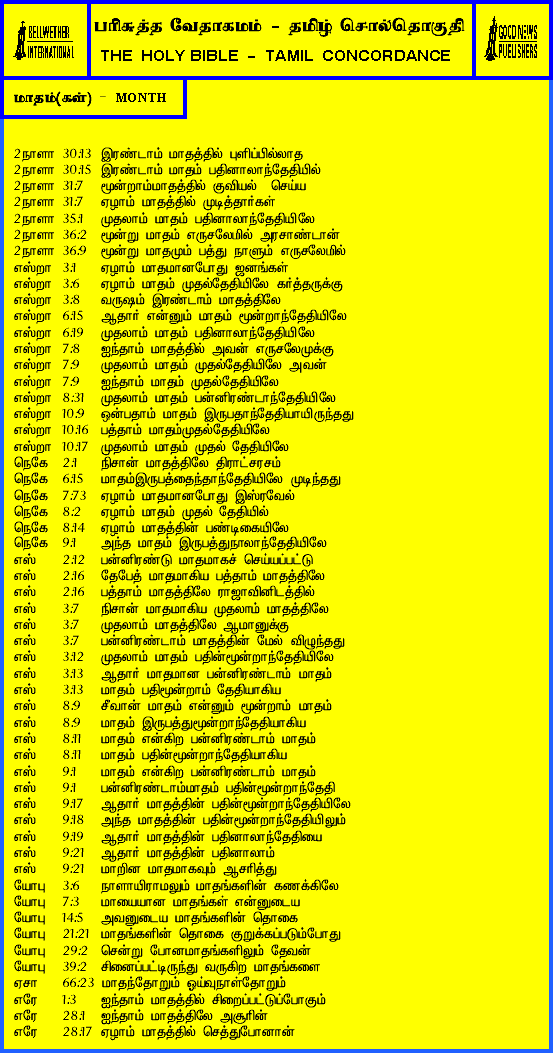 BELLWETHER
INTERNATIONAL
பரிசுத்த வேதாகமம் - தமிழ் சொல்தொகுதி
THE HOLY BIBLE - TAMIL CONCORDANCE
GOOD NEWS
PUBLISHERS
மாதம்(கள்) - MONTH
2நாளா 30:13 இரண்டாம் மாதத்தில் புளிப்பில்லாத
2நாளா 30:15 இரண்டாம் மாதம் பதினாலாந்தேதியில்
2நாளா 31:7 மூன்றாம்மாதத்தில் குவியல் செய்ய
2நாளா 31:7 ஏழாம் மாதத்தில் முடித்தார்கள்
2நாளா 35:1 முதலாம் மாதம் பதினாலாந்தேதியிலே
2நாளா 36:2 மூன்று மாதம் எருசலேமில் அரசாண்டான்
2நாளா 36:9 மூன்று மாதமும் பத்து நாளும் எருசலேமில்
எஸ்றா 3:1 ஏழாம் மாதமானபோது ஜனங்கள்
எஸ்றா 3:6 ஏழாம் மாதம் முதல்தேதியிலே கர்த்தருக்கு
எஸ்றா 3:8 வருஷம் இரண்டாம் மாதத்திலே
எஸ்றா 6:15 ஆதார் என்னும் மாதம் மூன்றாந்தேதியிலே
எஸ்றா 6:19 முதலாம் மாதம் பதினாலாந்தேதியிலே
எஸ்றா 7:8 ஐந்தாம் மாதத்தில் அவன் எருசலேமுக்கு
எஸ்றா 7:9 முதலாம் மாதம் முதல்தேதியிலே அவன்
எஸ்றா 7:9 ஐந்தாம் மாதம் முதல்தேதியிலே
எஸ்றா 8:31 முதலாம் மாதம் பன்னிரண்டாந்தேதியிலே
எஸ்றா 10:9 ஒன்பதாம் மாதம் இருபதாந்தேதியாயிருந்தது
எஸ்றா 10:16 பத்தாம் மாதம்முதல்தேதியிலே
எஸ்றா 10:17 முதலாம் மாதம் முதல் தேதியிலே
நெகே 2:1 நிசான் மாதத்திலே திராட்சரசம்
நெகே 6:15 மாதம்இருபத்தைந்தாந்தேதியிலே முடிந்தது
நெகே 7:73 ஏழாம் மாதமானபோது இஸ்ரவேல்
நெகே 8:2 ஏழாம் மாதம் முதல் தேதியில்
நெகே 8:14 ஏழாம் மாதத்தின் பண்டிகையிலே
நெகே 9:1 அந்த மாதம் இருபத்துநாலாந்தேதியிலே
எஸ் 2:12 பன்னிரண்டு மாதமாகச் செய்யப்பட்டு
எஸ் 2:16 தேபேத் மாதமாகிய பத்தாம் மாதத்திலே
எஸ் 2:16 பத்தாம் மாதத்திலே ராஜாவினிடத்தில்
எஸ் 3:7 நிசான் மாதமாகிய முதலாம் மாதத்திலே
எஸ் 3:7 முதலாம் மாதத்திலே ஆமானுக்கு
எஸ் 3:7 பன்னிரண்டாம் மாதத்தின் மேல் விழுந்தது
எஸ் 3:12 முதலாம் மாதம் பதின்மூன்றாந்தேதியிலே
எஸ் 3:13 ஆதார் மாதமான பன்னிரண்டாம் மாதம்
எஸ் 3:13 மாதம் பதிமூன்றாம் தேதியாகிய
எஸ் 8:9 சீவான் மாதம் என்னும் மூன்றாம் மாதம்
எஸ் 8:9 மாதம் இருபத்துமூன்றாந்தேதியாகிய
எஸ் 8:11 மாதம் என்கிற பன்னிரண்டாம் மாதம்
எஸ் 8:11 மாதம் பதின்மூன்றாந்தேதியாகிய
எஸ் 9:1 மாதம் என்கிற பன்னிரண்டாம் மாதம்
எஸ் 9:1 பன்னிரண்டாம்மாதம் பதின்மூன்றாந்தேதி
எஸ் 9:17 ஆதார் மாதத்தின் பதின்மூன்றாந்தேதியிலே
எஸ் 9:18 அந்த மாதத்தின் பதின்மூன்றாந்தேதியிலும்
எஸ் 9:19 ஆதார் மாதத்தின் பதினாலாந்தேதியை
எஸ் 9:21 ஆதார் மாதத்தின் பதினாலாம்
எஸ் 9:21 மாறின மாதமாகவும் ஆசரித்து
யோபு 3:6 நாளாயிராமலும் மாதங்களின் கணக்கிலே
யோபு 7:3 மாயையான மாதங்கள் என்னுடைய
யோபு 14:5 அவனுடைய மாதங்களின் தொகை
யோபு 21:21 மாதங்களின் தொகை குறுக்கப்படும்போது
யோபு 29:2 சென்று போனமாதங்களிலும் தேவன்
யோபு 39:2 சினைப்பட்டிருந்து வருகிற மாதங்களை
ஏசா 66:23 மாதந்தோறும் ஓய்வுநாள்தோறும்
எரே 1:3 ஐந்தாம் மாதத்தில் சிறைப்பட்டுப்போகும்
எரே 28:1 ஐந்தாம் மாதத்திலே அசூரின்
எரே 28:17 ஏழாம் மாதத்தில் செத்துபோனான்